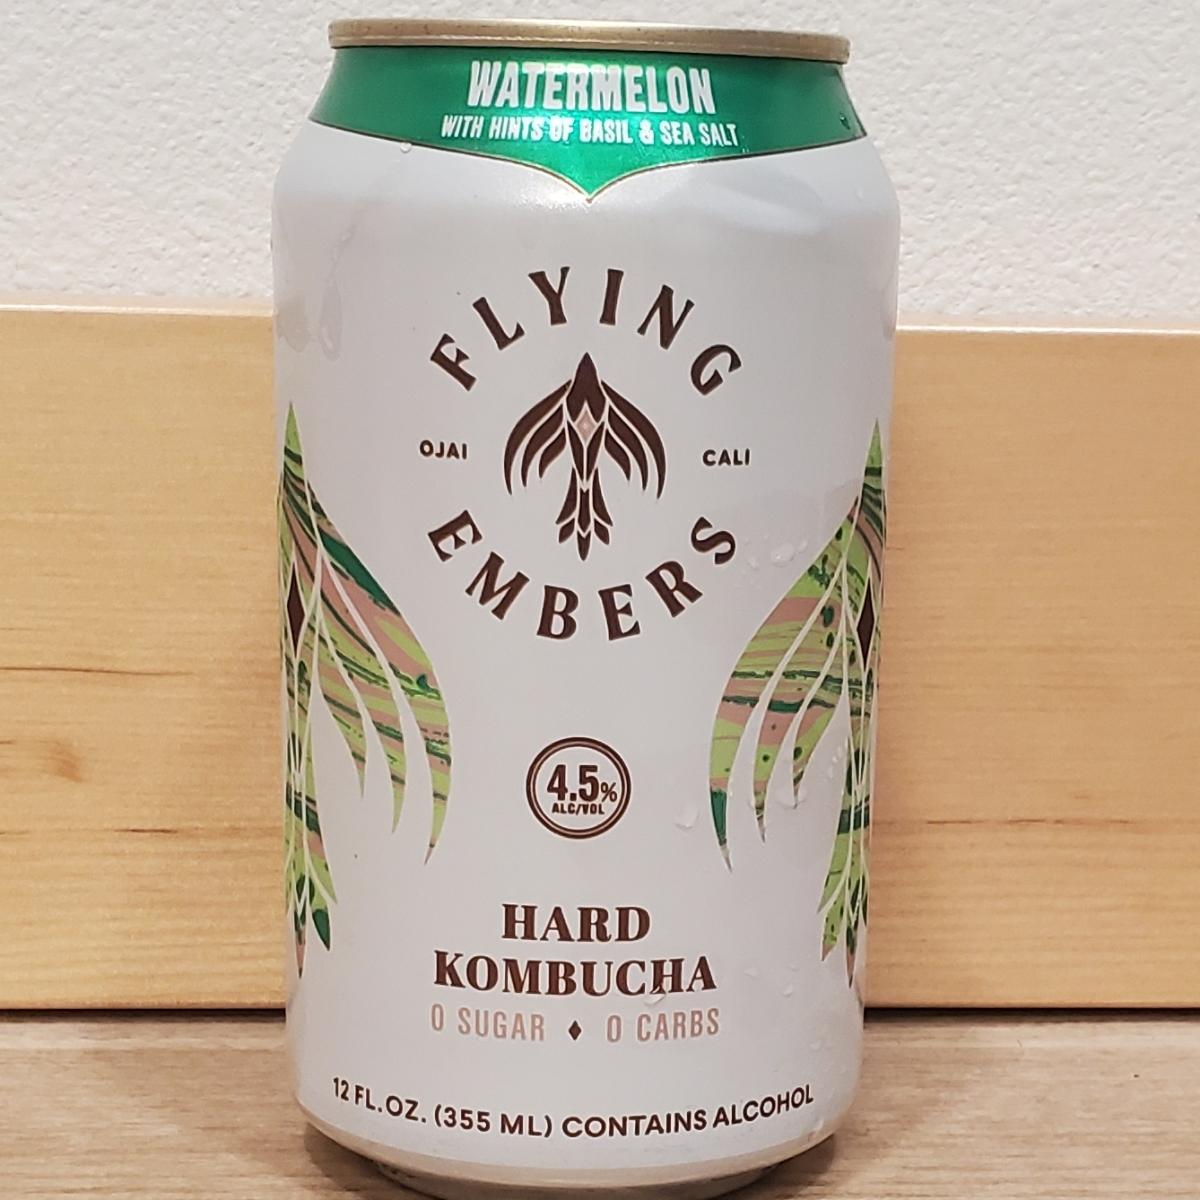 WATERMELON
WITH HINTS OF BASIL & SEA SALT
FLYING
OJAI CALI
EMBERS
4.5%
ALC/VOL
HARD
KOMBUCHA
0 SUGAR ♦ 0 CARBS
12 FL.OZ. (355 ML) CONTAINS ALCOHOL